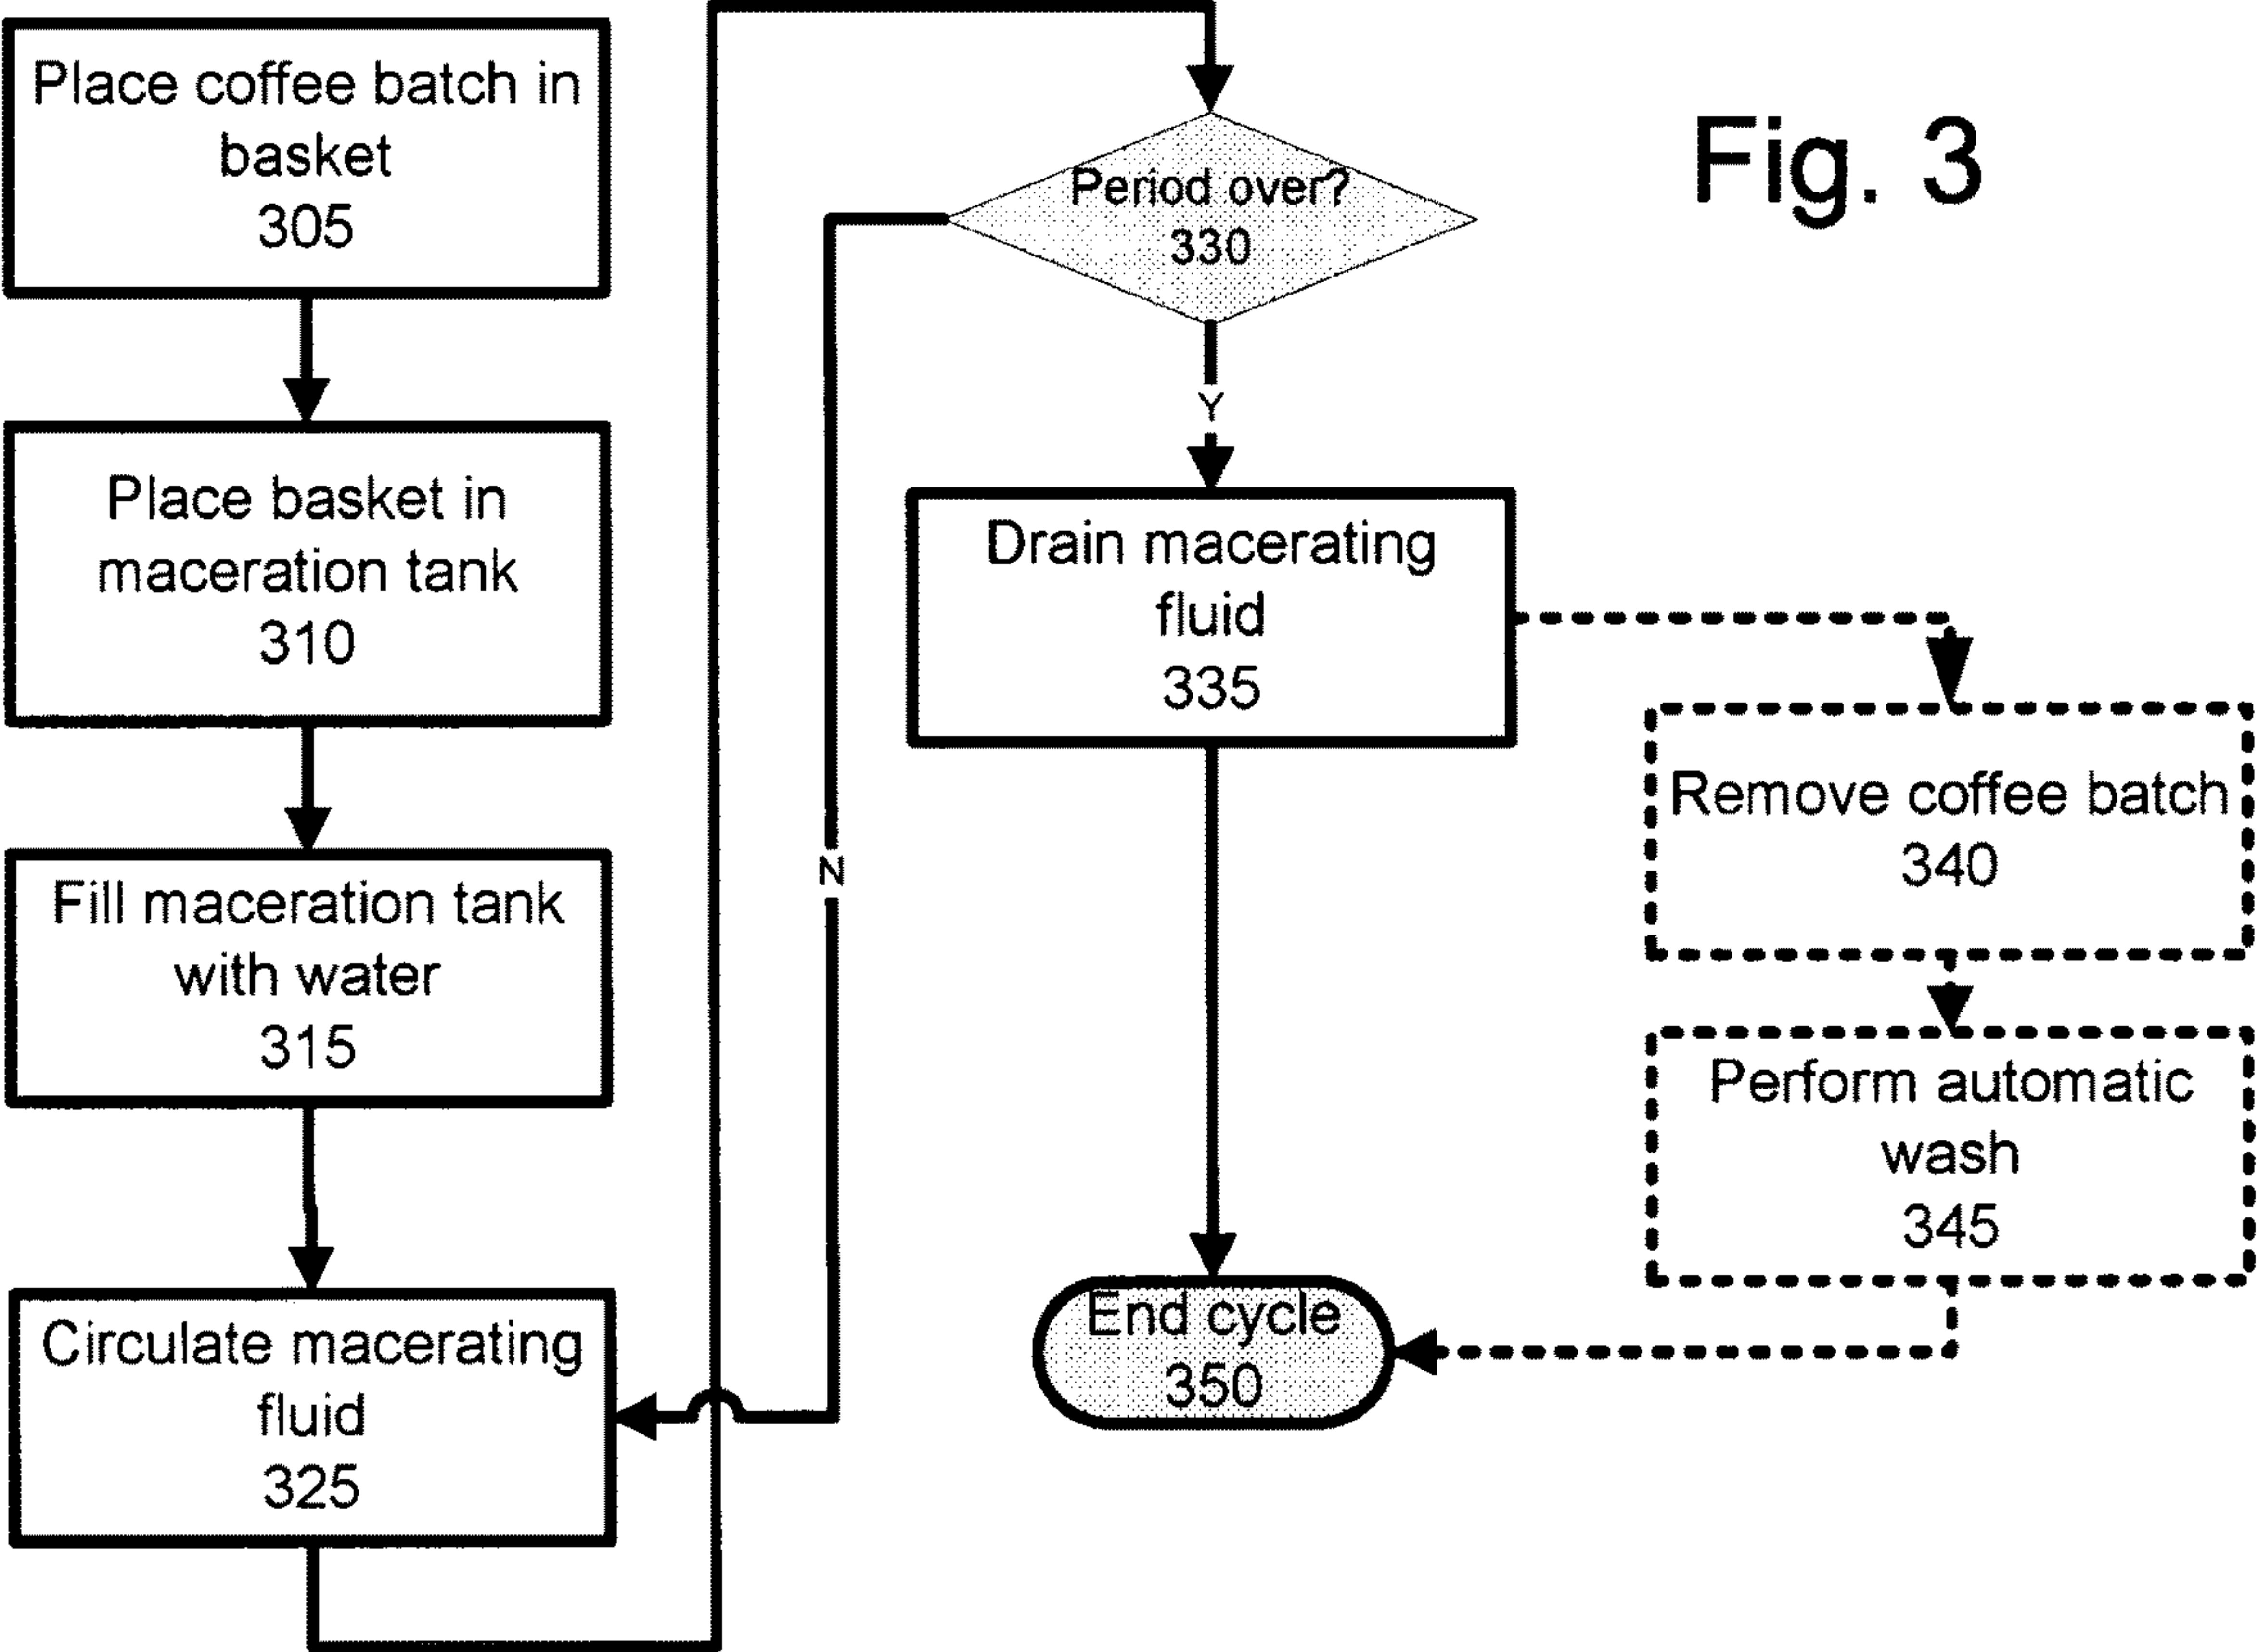 Place coffee batch in
basket
305
Place basket in
maceration tank
310
Fill maceration tank
with water
315
Circulate macerating
fluid
325
Period over?
330
N
Y
Drain macerating
fluid
335
End cycle
350
Fig. 3
Remove coffee batch
340
Perform automatic
wash
345